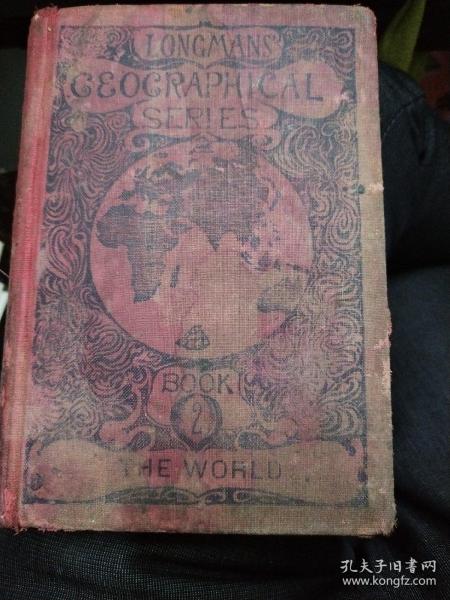 LONGMANS'
GEOGRAPHICAL
SERIES
BOOK
2
THE WORLD
孔夫子旧书网
www.kongfz.com